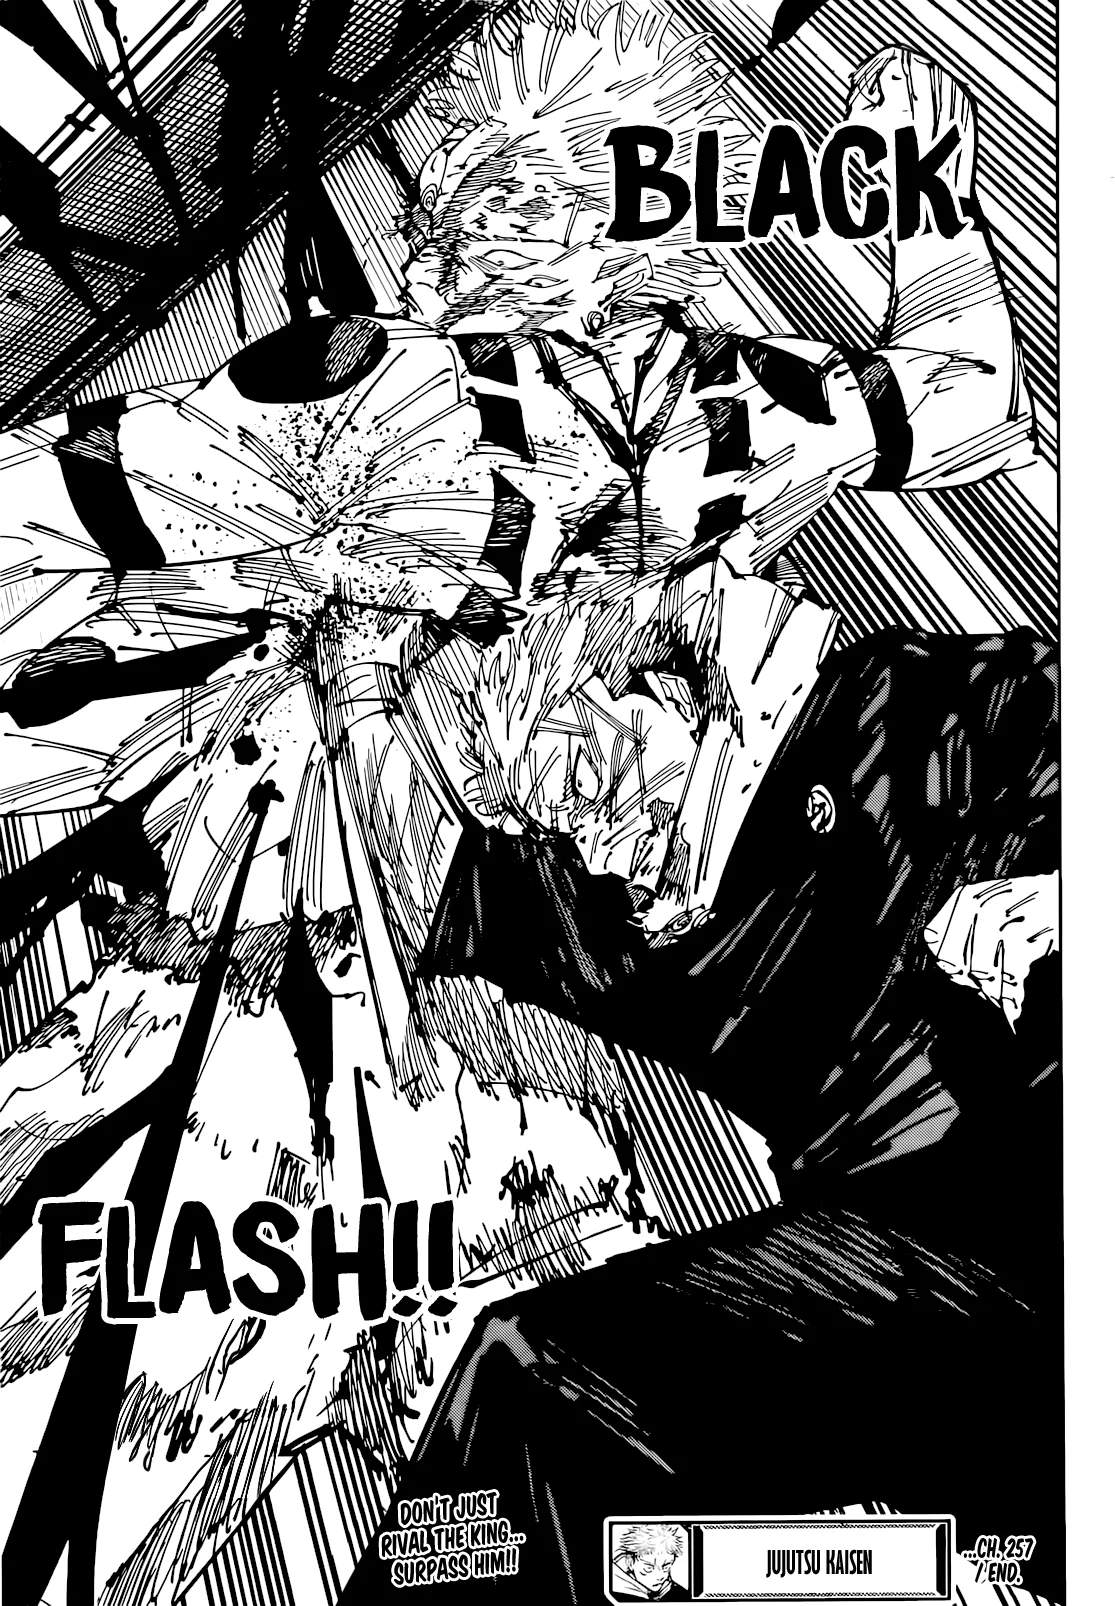 BLACK
FLASH!!
DON'T JUST
RIVAL THE KING...
SURPASS HIM!!
JUJUTSU KAISEN
...CH. 257
/ END.